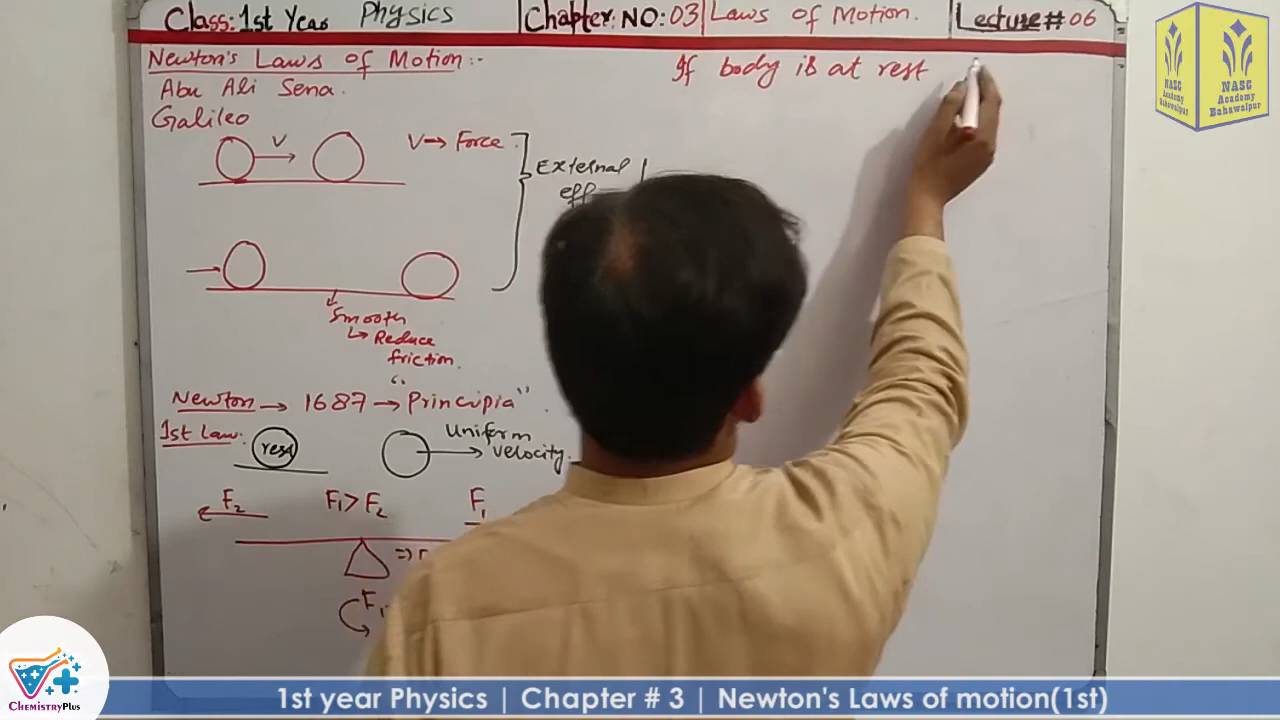 Class: 1st Year Physics Chapter: NO: 03 Laws of Motion. Lecture # 06
Newton's Laws of Motion :-
Abu Ali Sena.
Galileo
V
V → Force
External
eff
Smooth
↳ Reduce
friction.
Newton → 1687 → "Principia".
1st Law:
rest
Uniform
velocity.
F₂ F₁ > F₂ F₁
⇒
F
If body is at rest
NASC
Academy
Bahawalpur
NASC
Academy
Bahawalpur
ChemistryPlus
1st year Physics | Chapter # 3 | Newton's Laws of motion(1st)